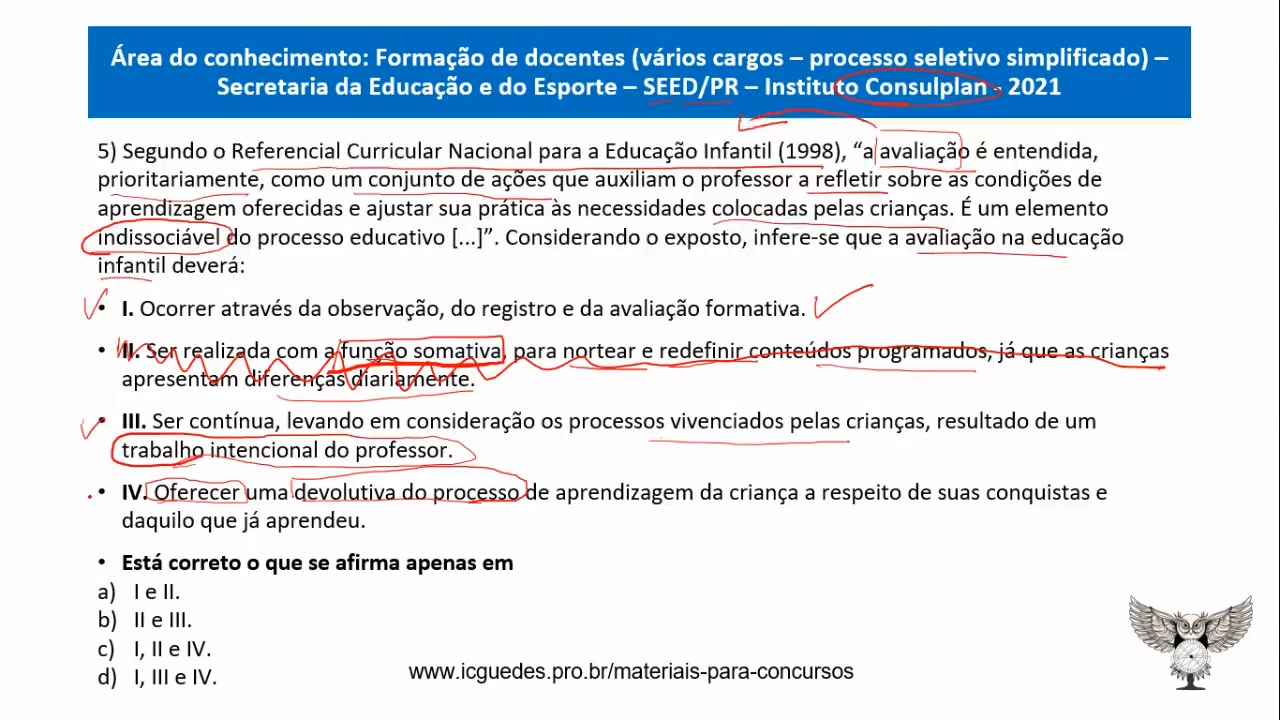 Área do conhecimento: Formação de docentes (vários cargos – processo seletivo simplificado) –
Secretaria da Educação e do Esporte – SEED/PR – Instituto Consulplan - 2021
5) Segundo o Referencial Curricular Nacional para a Educação Infantil (1998), “a avaliação é entendida,
prioritariamente, como um conjunto de ações que auxiliam o professor a refletir sobre as condições de
aprendizagem oferecidas e ajustar sua prática às necessidades colocadas pelas crianças. É um elemento
indissociável do processo educativo [...]”. Considerando o exposto, infere-se que a avaliação na educação
infantil deverá:
• I. Ocorrer através da observação, do registro e da avaliação formativa.
• II. Ser realizada com a função somativa, para nortear e redefinir conteúdos programados, já que as crianças
apresentam diferenças diariamente.
• III. Ser contínua, levando em consideração os processos vivenciados pelas crianças, resultado de um
trabalho intencional do professor.
• IV. Oferecer uma devolutiva do processo de aprendizagem da criança a respeito de suas conquistas e
daquilo que já aprendeu.
• Está correto o que se afirma apenas em
a) I e II.
b) II e III.
c) I, II e IV.
d) I, III e IV.
www.icguedes.pro.br/materiais-para-concursos